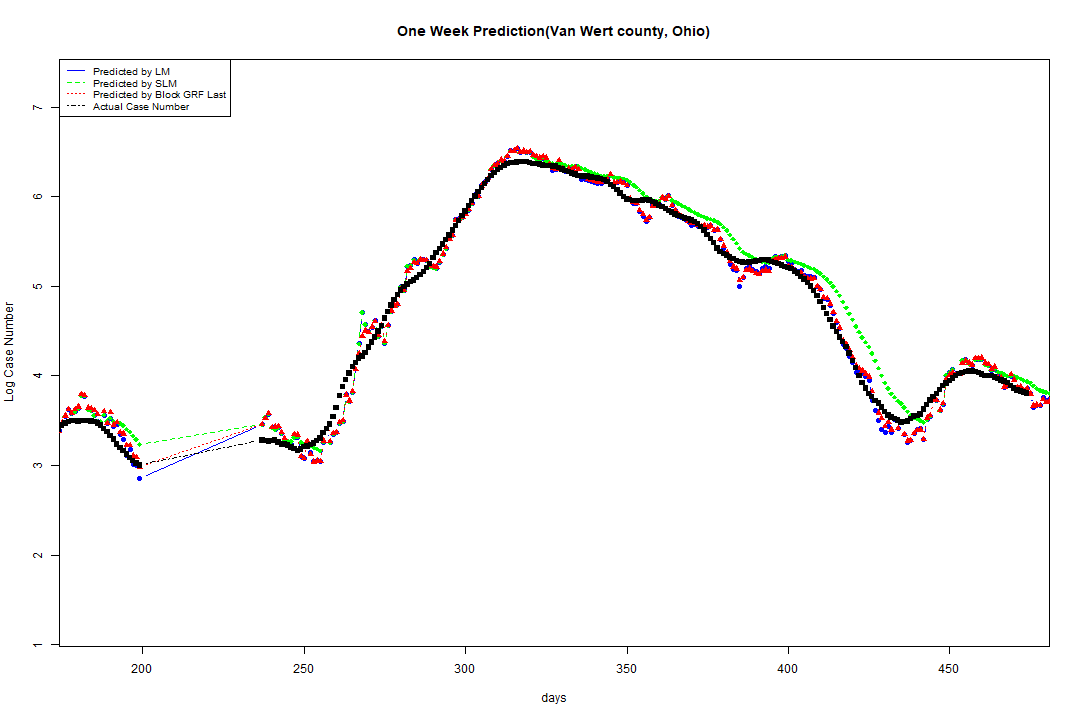 One Week Prediction(Van Wert county, Ohio)
Predicted by LM
Predicted by SLM
Predicted by Block GRF Last
Actual Case Number
Log Case Number
7
6
5
4
3
2
1
200 250 300 350 400 450
days